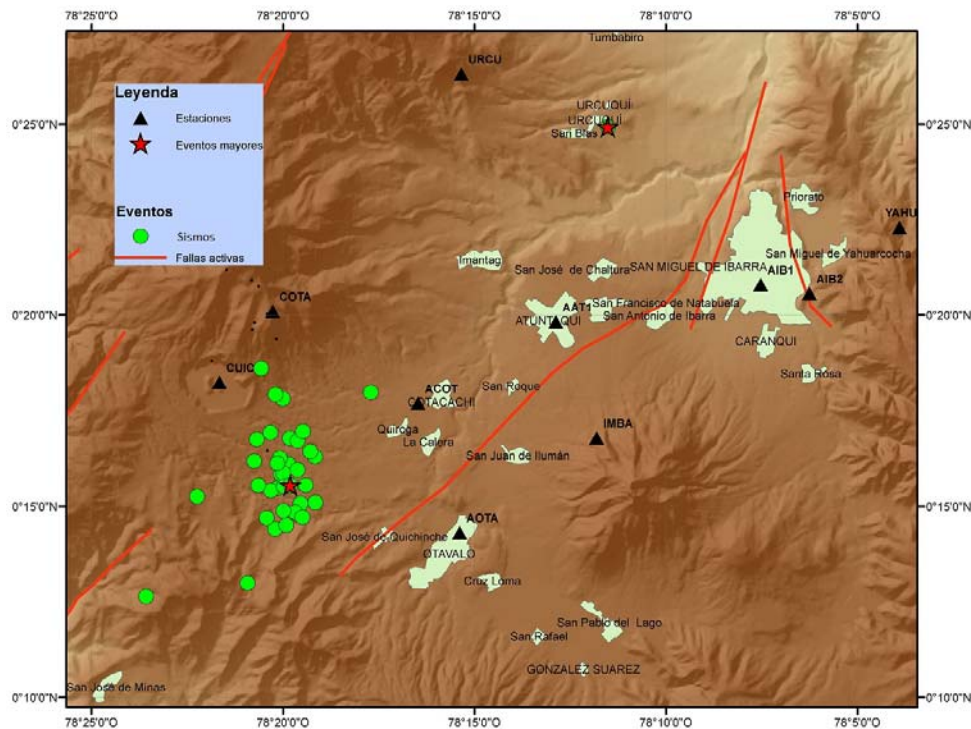 78°25'0"O 78°20'0"O 78°15'0"O 78°10'0"O 78°5'0"O
Tumbabiro
URCU
Leyenda
Estaciones
Eventos mayores
Eventos
Sismos
Fallas activas
URCUQUÍ
URCUQUÍ
San Blas
0°25'0"N 0°25'0"N
Priorato
YAHU
San Miguel de Yahuarcocha
Imantag
San José de Chaltura
SAN MIGUEL DE IBARRA
AIB1
AIB2
COTA
San Francisco de Natabuela
AAT1
San Antonio de Ibarra
ATUNTAQUI
0°20'0"N 0°20'0"N
CARANQUI
CUIC
Santa Rosa
ACOT
San Roque
COTACACHI
Quiroga
La Calera
IMBA
San Juan de Ilumán
0°15'0"N 0°15'0"N
AOTA
San José de Quichinche
OTAVALO
Cruz Loma
San Pablo del Lago
San Rafael
GONZALEZ SUAREZ
San José de Minas
0°10'0"N 0°10'0"N
78°25'0"O 78°20'0"O 78°15'0"O 78°10'0"O 78°5'0"O